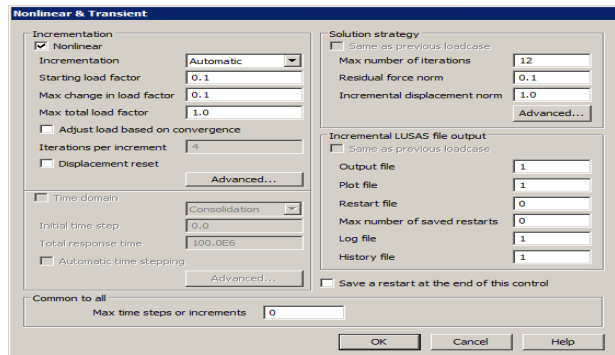 Nonlinear & Transient
Incrementation
Nonlinear
Incrementation Automatic
Starting load factor 0.1
Max change in load factor 0.1
Max total load factor 1.0
Adjust load based on convergence
Iterations per increment 4
Displacement reset
Advanced...
Time domain
Consolidation
Initial time step 0.0
Total response time 100.0E6
Automatic time stepping
Advanced...
Common to all
Max time steps or increments 0
Solution strategy
Same as previous loadcase
Max number of iterations 12
Residual force norm 0.1
Incremental displacement norm 1.0
Advanced...
Incremental LUSAS file output
Same as previous loadcase
Output file 1
Plot file 1
Restart file 0
Max number of saved restarts 0
Log file 1
History file 1
Save a restart at the end of this control
OK Cancel Help